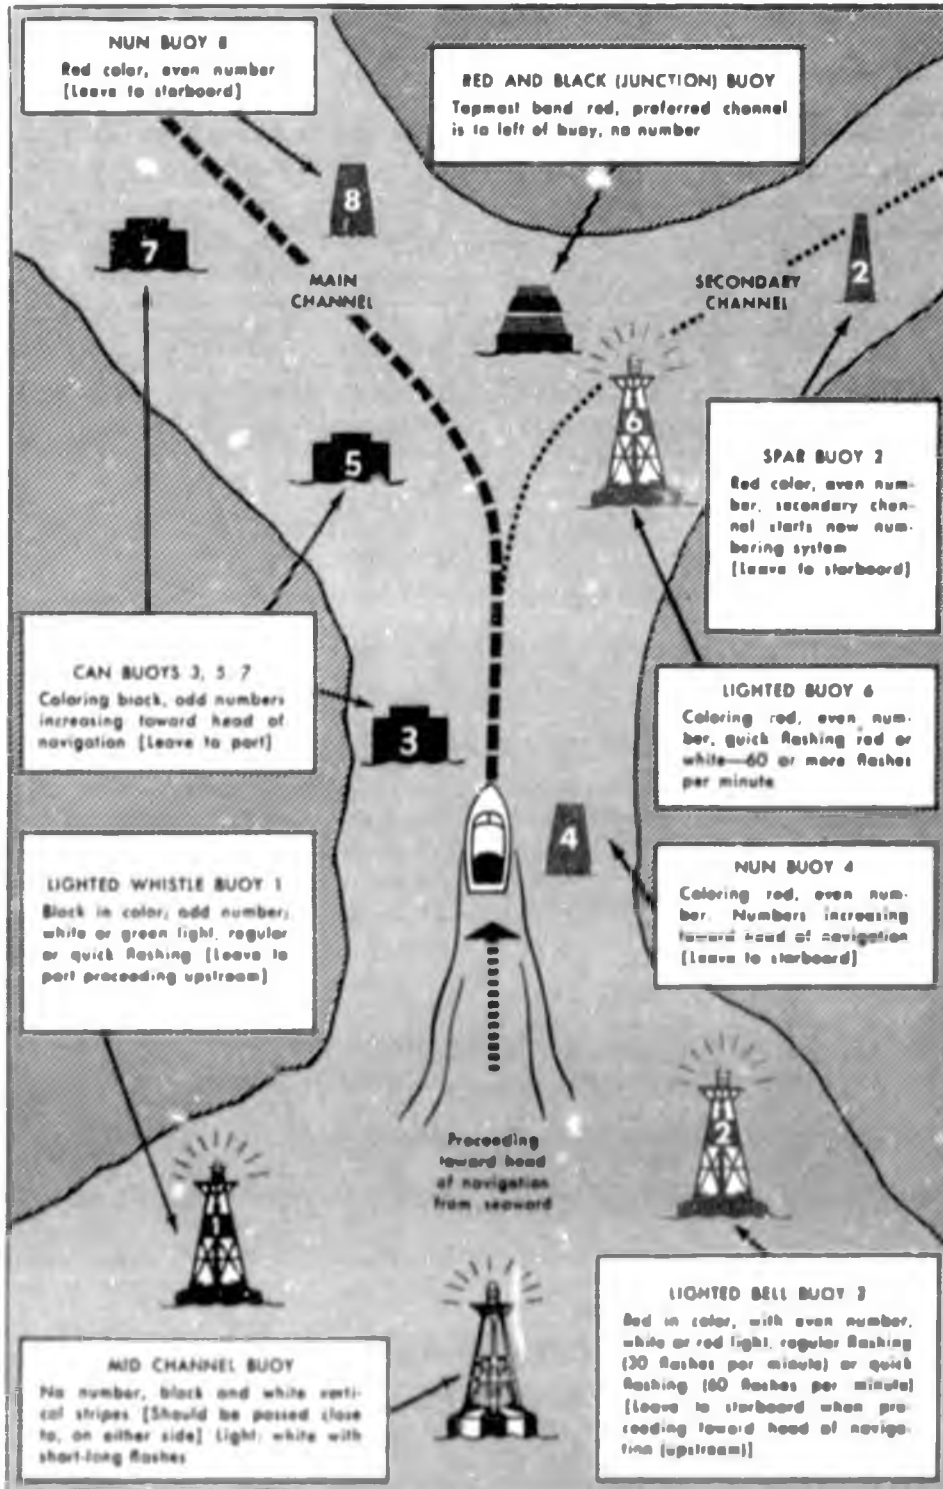 NUN BUOY 8
Red color, even number
[Leave to starboard]
RED AND BLACK (JUNCTION) BUOY
Topmost band red, preferred channel
is to left of buoy, no number
8
7
2
MAIN
CHANNEL
SECONDARY
CHANNEL
6
5
SPAR BUOY 2
Red color, even num-
ber, secondary chan-
nel starts new num-
bering system
[Leave to starboard]
CAN BUOYS 3, 5 7
Coloring black, odd numbers
increasing toward head of
navigation [Leave to port]
LIGHTED BUOY 6
Coloring red, even num-
ber, quick flashing red or
white—60 or more flashes
per minute
3
4
LIGHTED WHISTLE BUOY 1
Black in color, odd number,
white or green light, regular
or quick flashing [Leave to
port proceeding upstream]
NUN BUOY 4
Coloring red, even num-
ber. Numbers increasing
toward head of navigation
[Leave to starboard]
2
1
Proceeding
toward head
of navigation
from seaward
MID CHANNEL BUOY
No number, black and white verti-
cal stripes [Should be passed close
to, on either side] Light: white with
short-long flashes
LIGHTED BELL BUOY 2
Red in color, with even number,
white or red light, regular flashing
(30 flashes per minute) or quick
flashing (60 flashes per minute)
[Leave to starboard when pro-
ceeding toward head of naviga-
tion (upstream)]